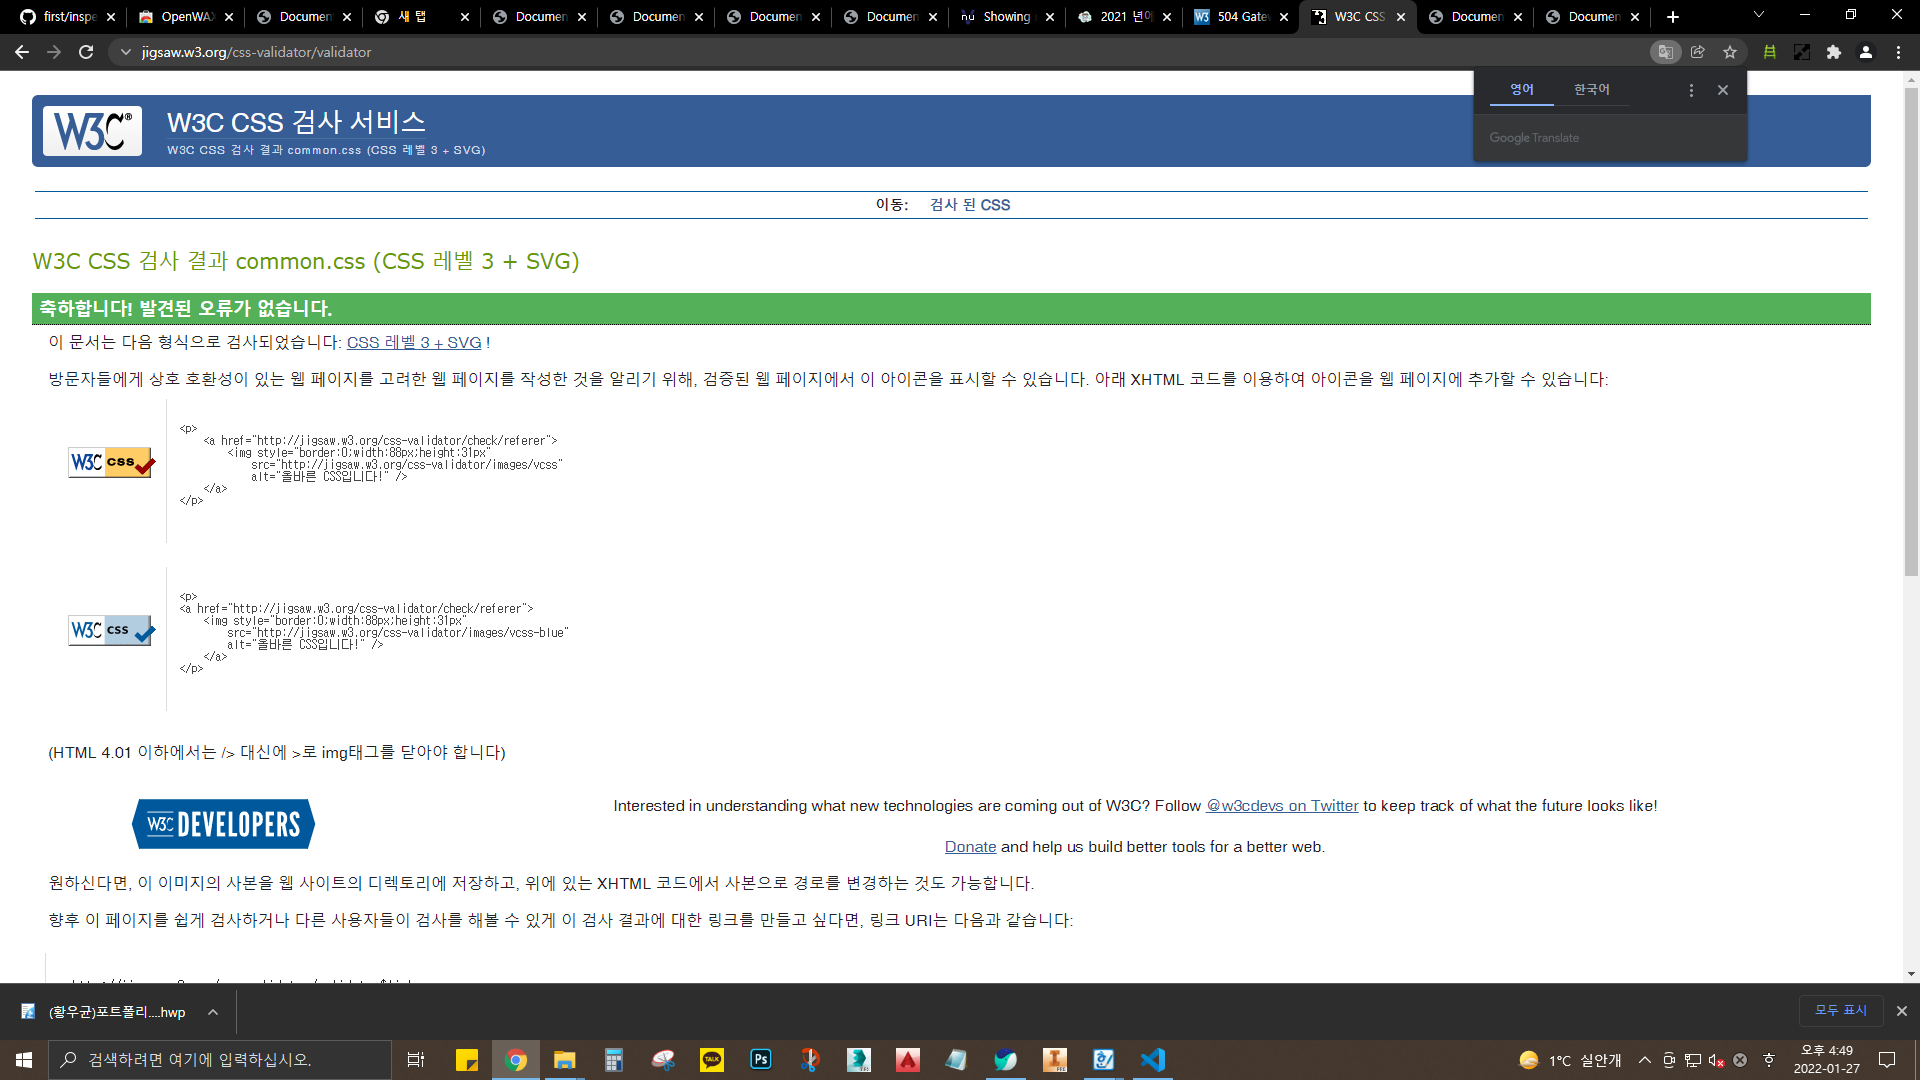 first/inspe
OpenWAX
Documen
새 탭
Documen
Documen
Documen
Documen
Showing
2021 년에
504 Gate
W3C CSS
Documen
Documen
jigsaw.w3.org/css-validator/validator
영어
한국어
Google Translate
W3C®
W3C CSS 검사 서비스
W3C CSS 검사 결과 common.css (CSS 레벨 3 + SVG)
이동: 검사 된 CSS
W3C CSS 검사 결과 common.css (CSS 레벨 3 + SVG)
축하합니다! 발견된 오류가 없습니다.
이 문서는 다음 형식으로 검사되었습니다: CSS 레벨 3 + SVG !
방문자들에게 상호 호환성이 있는 웹 페이지를 고려한 웹 페이지를 작성한 것을 알리기 위해, 검증된 웹 페이지에서 이 아이콘을 표시할 수 있습니다. 아래 XHTML 코드를 이용하여 아이콘을 웹 페이지에 추가할 수 있습니다:
W3C css
<p>
<a href="http://jigsaw.w3.org/css-validator/check/referer">
<img style="border:0;width:88px;height:31px"
src="http://jigsaw.w3.org/css-validator/images/vcss"
alt="올바른 CSS입니다!" />
</a>
</p>
W3C css
<p>
<a href="http://jigsaw.w3.org/css-validator/check/referer">
<img style="border:0;width:88px;height:31px"
src="http://jigsaw.w3.org/css-validator/images/vcss-blue"
alt="올바른 CSS입니다!" />
</a>
</p>
(HTML 4.01 이하에서는 /> 대신에 >로 img태그를 닫아야 합니다)
W3C DEVELOPERS
Interested in understanding what new technologies are coming out of W3C? Follow @w3cdevs on Twitter to keep track of what the future looks like!
Donate and help us build better tools for a better web.
원하신다면, 이 이미지의 사본을 웹 사이트의 디렉토리에 저장하고, 위에 있는 XHTML 코드에서 사본으로 경로를 변경하는 것도 가능합니다.
향후 이 페이지를 쉽게 검사하거나 다른 사용자들이 검사를 해볼 수 있게 이 검사 결과에 대한 링크를 만들고 싶다면, 링크 URI는 다음과 같습니다:
(황우균)포트폴리....hwp
모두 표시
검색하려면 여기에 입력하십시오.
TALK
Ps
1°C 실안개
오후 4:49
2022-01-27